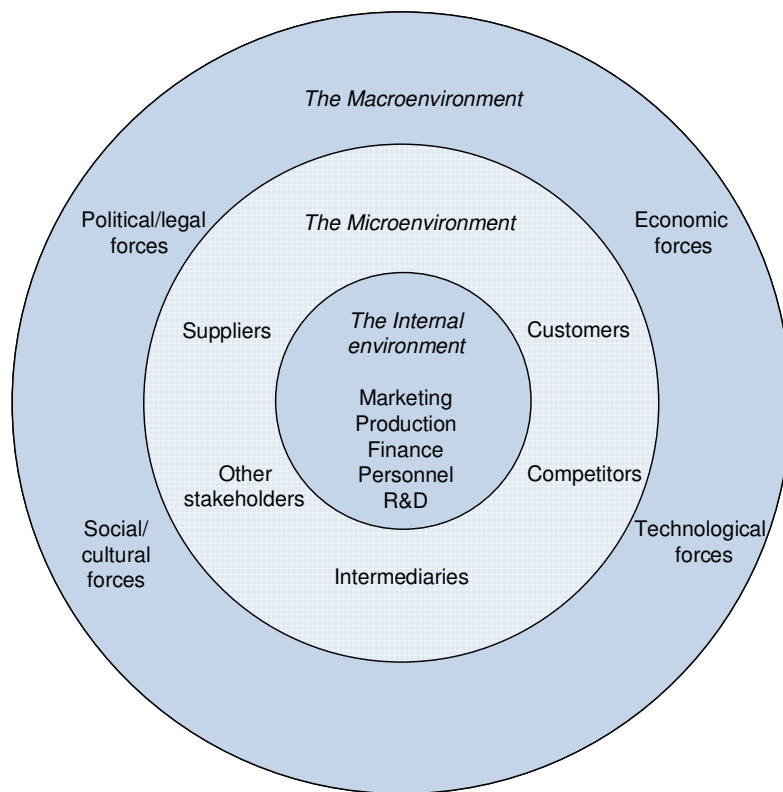 The Macroenvironment
Political/legal
forces
Economic
forces
The Microenvironment
Suppliers
Customers
The Internal
environment
Marketing
Production
Finance
Personnel
R&D
Other
stakeholders
Competitors
Intermediaries
Social/
cultural
forces
Technological
forces